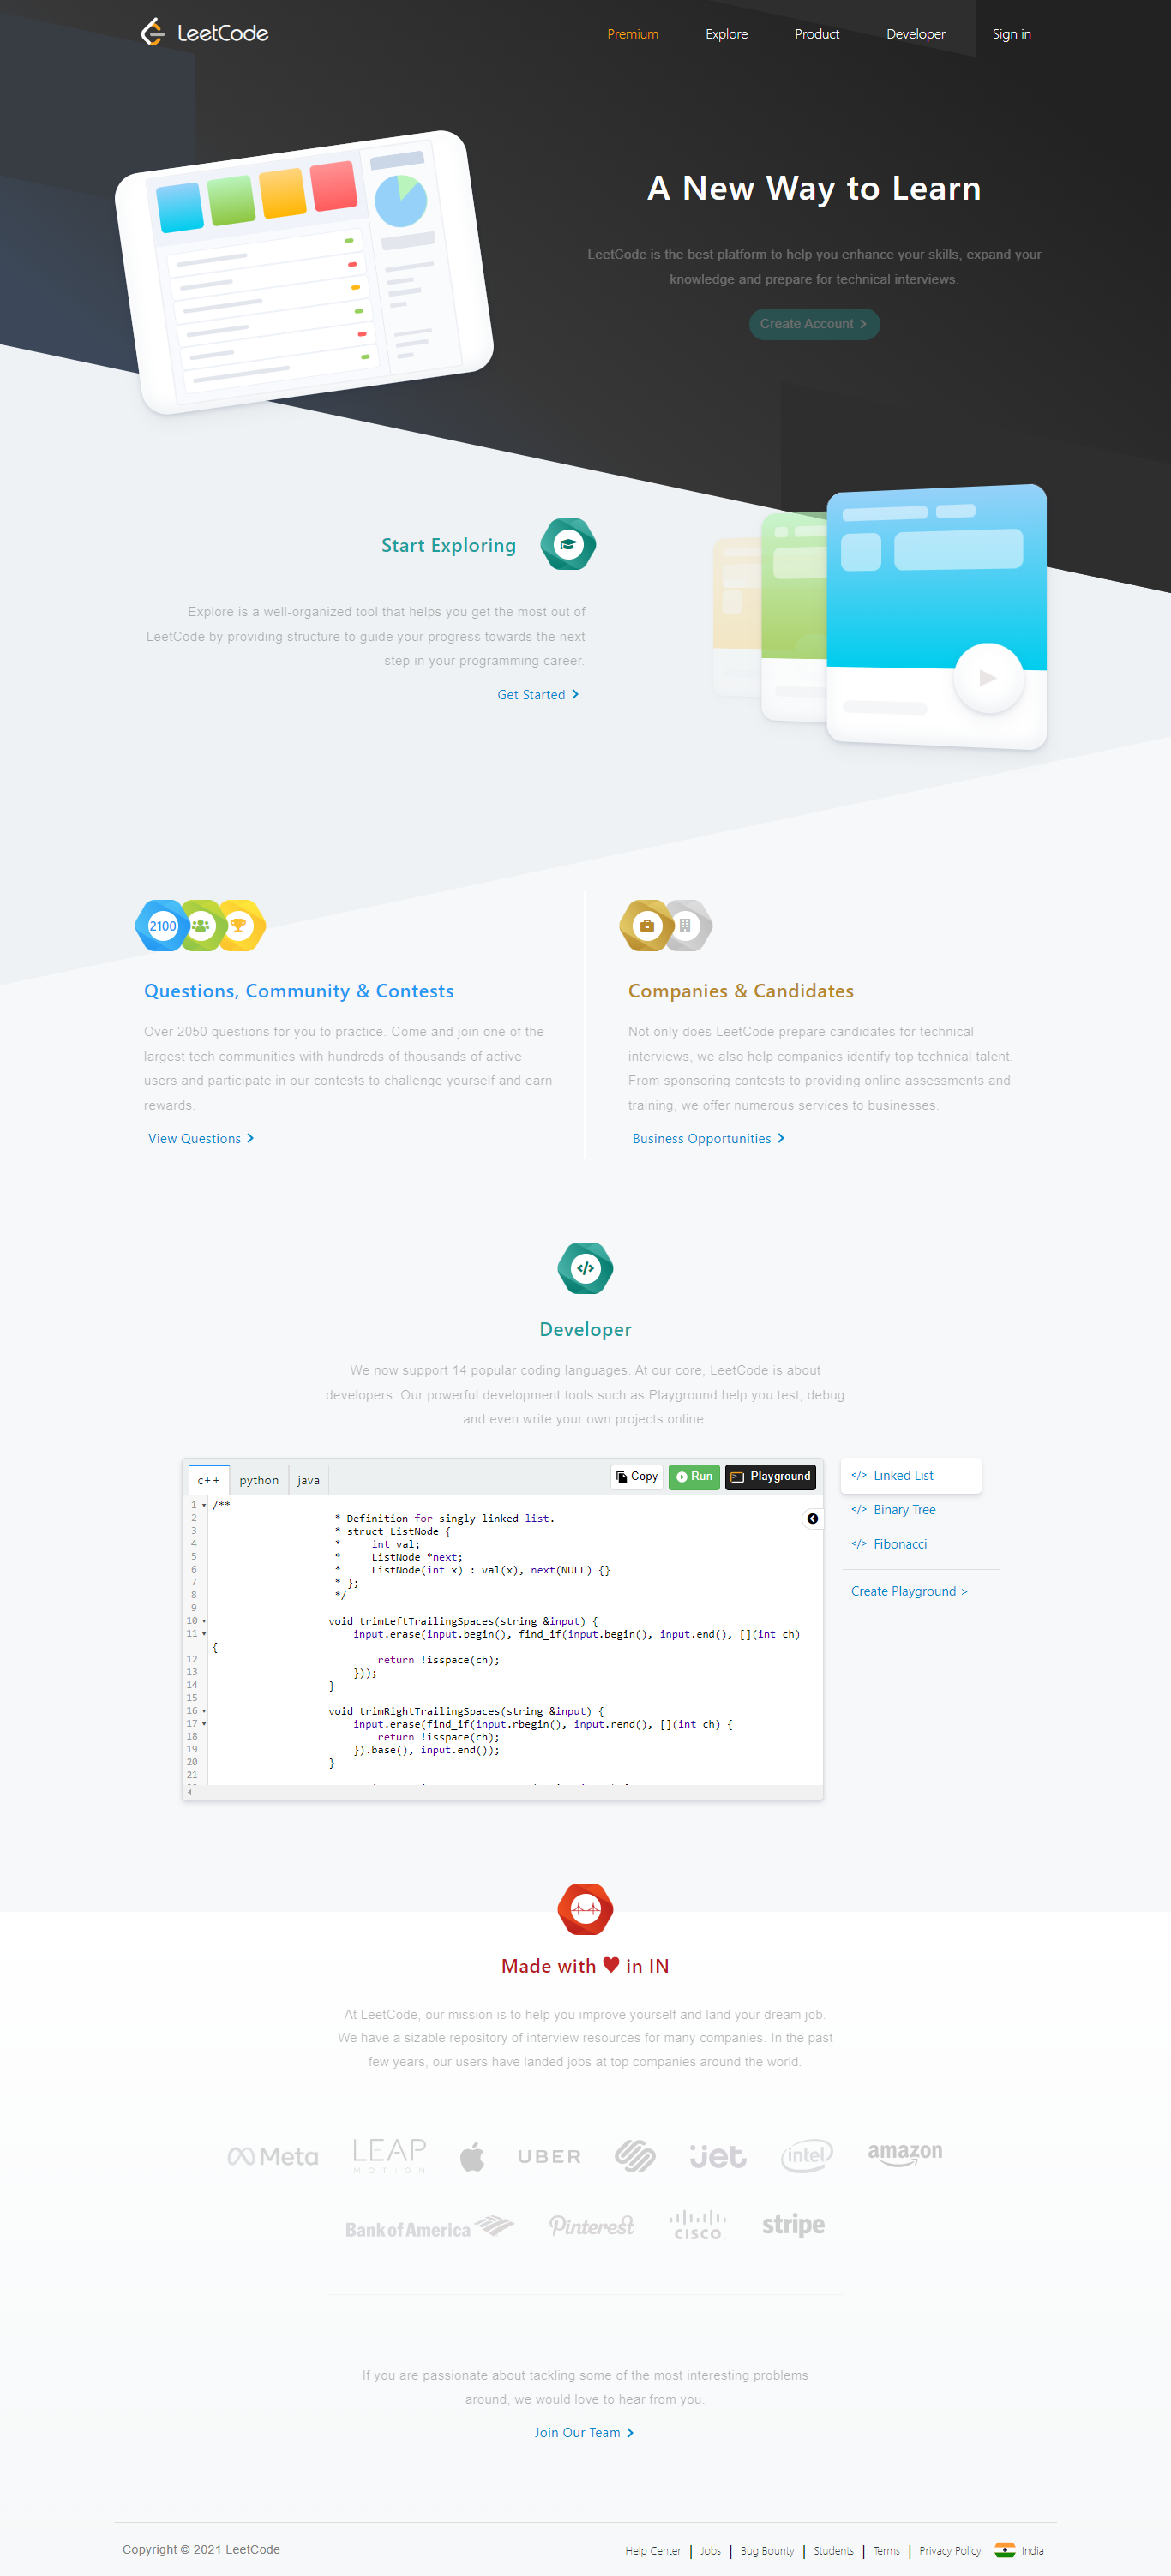 LeetCode
Premium
Explore
Product
Developer
Sign in
A New Way to Learn
LeetCode is the best platform to help you enhance your skills, expand your
knowledge and prepare for technical interviews.
Create Account
Start Exploring
Explore is a well-organized tool that helps you get the most out of
LeetCode by providing structure to guide your progress towards the next
step in your programming career.
Get Started
2100
Questions, Community & Contests
Over 2050 questions for you to practice. Come and join one of the
largest tech communities with hundreds of thousands of active
users and participate in our contests to challenge yourself and earn
rewards.
View Questions
Companies & Candidates
Not only does LeetCode prepare candidates for technical
interviews, we also help companies identify top technical talent.
From sponsoring contests to providing online assessments and
training, we offer numerous services to businesses.
Business Opportunities
Developer
We now support 14 popular coding languages. At our core, LeetCode is about
developers. Our powerful development tools such as Playground help you test, debug
and even write your own projects online.
c++
python
java
Copy
Run
Playground
1 /**
2 * Definition for singly-linked list.
3 * struct ListNode {
4 *     int val;
5 *     ListNode *next;
6 *     ListNode(int x) : val(x), next(NULL) {}
7 * };
8 */
9
10 void trimLeftTrailingSpaces(string &input) {
11     input.erase(input.begin(), find_if(input.begin(), input.end(), [](int ch)
{
12         return !isspace(ch);
13     }));
14 }
15
16 void trimRightTrailingSpaces(string &input) {
17     input.erase(find_if(input.rbegin(), input.rend(), [](int ch) {
18         return !isspace(ch);
19     }).base(), input.end());
20 }
21
</> Linked List
</> Binary Tree
</> Fibonacci
Create Playground >
Made with ♥ in IN
At LeetCode, our mission is to help you improve yourself and land your dream job.
We have a sizable repository of interview resources for many companies. In the past
few years, our users have landed jobs at top companies around the world.
Meta
LEAP
MOTION
UBER
jet
intel
amazon
Bank of America
Pinterest
CISCO
stripe
If you are passionate about tackling some of the most interesting problems
around, we would love to hear from you.
Join Our Team
Copyright © 2021 LeetCode
Help Center | Jobs | Bug Bounty | Students | Terms | Privacy Policy
India